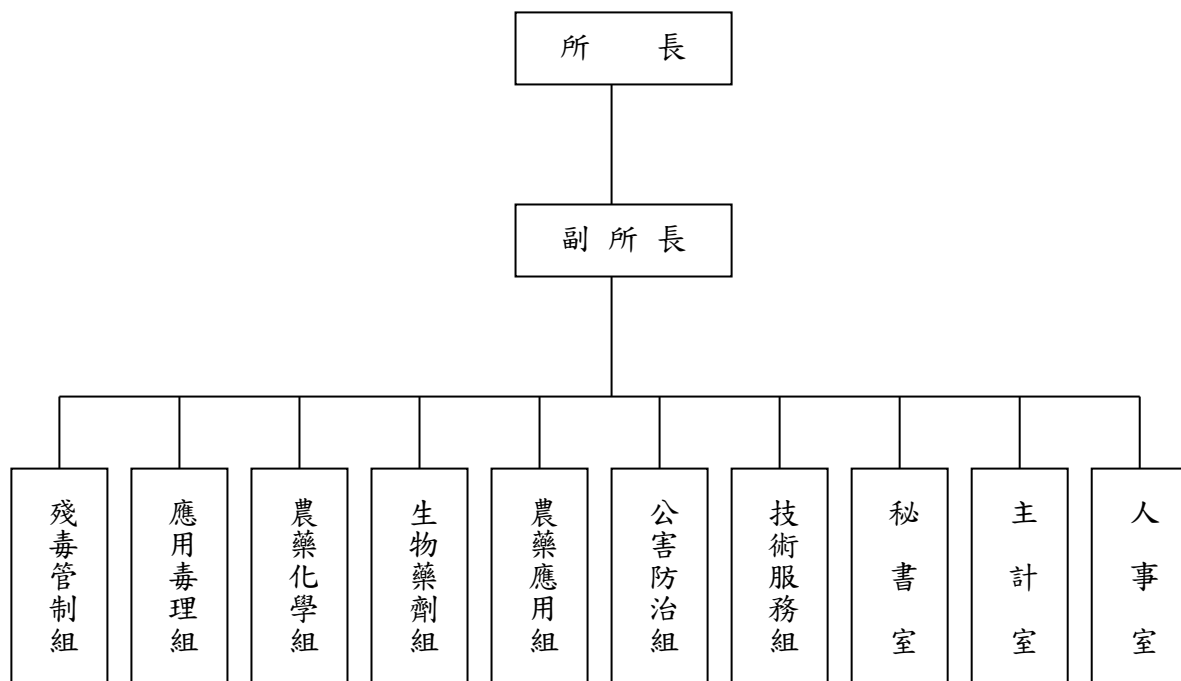 所長
副所長
殘毒管制組
應用毒理組
農藥化學組
生物藥劑組
農藥應用組
公害防治組
技術服務組
秘書室
主計室
人事室